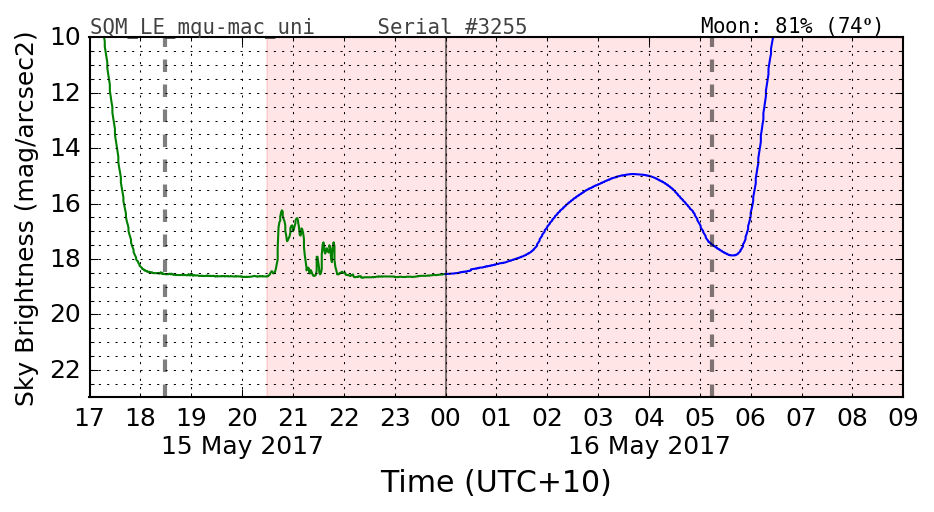 SQM_LE_mqu-mac_uni Serial #3255 Moon: 81% (74º)
10
12
14
16
18
20
22
Sky Brightness (mag/arcsec2)
17 18 19 20 21 22 23 00 01 02 03 04 05 06 07 08 09
15 May 2017 16 May 2017
Time (UTC+10)